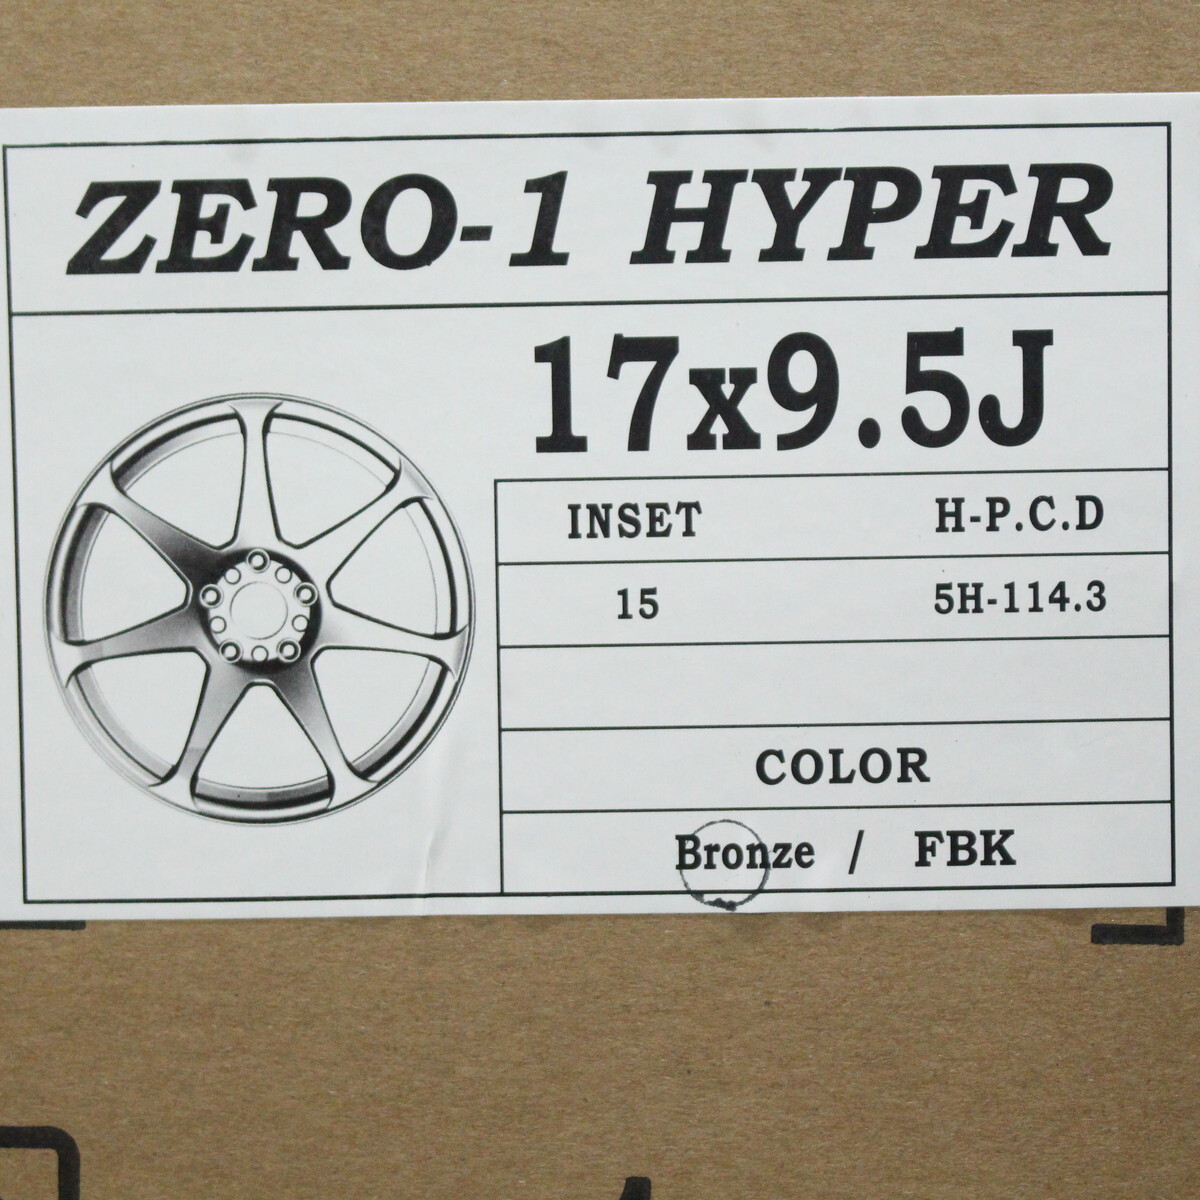 ZERO-1 HYPER
17x9.5J
INSET H-P.C.D
15 5H-114.3
COLOR
Bronze / FBK